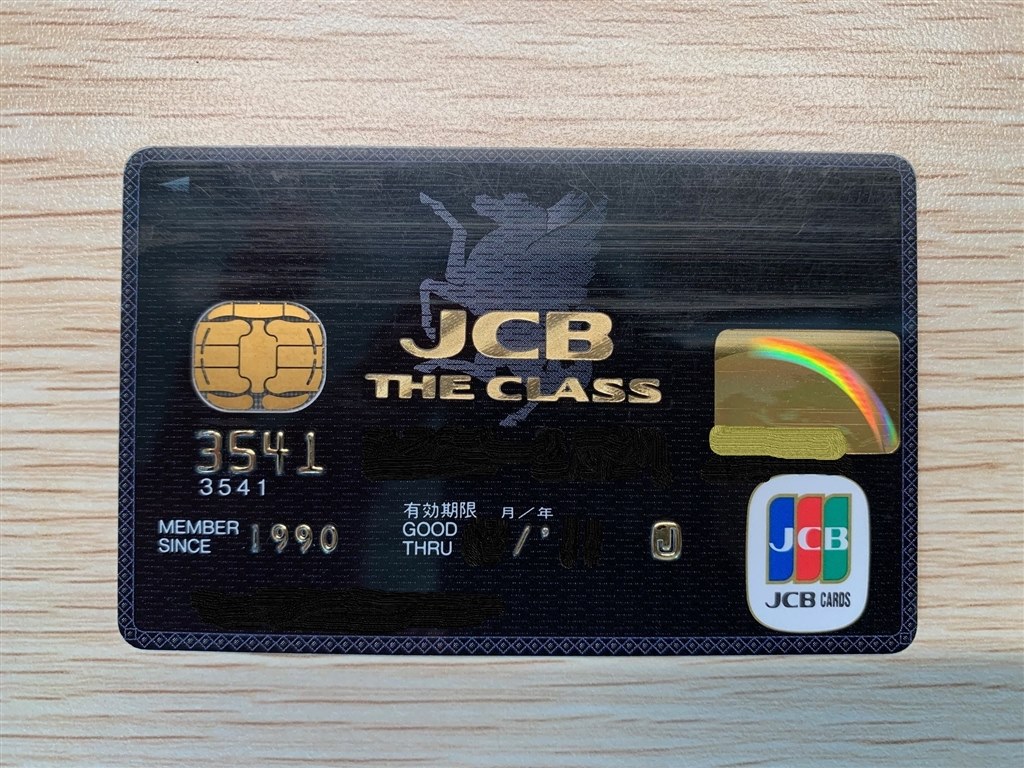 JCB
THE CLASS
3541
3541
MEMBER SINCE 1990
有効期限 月/年
GOOD THRU / ’ J
JCB
JCB CARDS